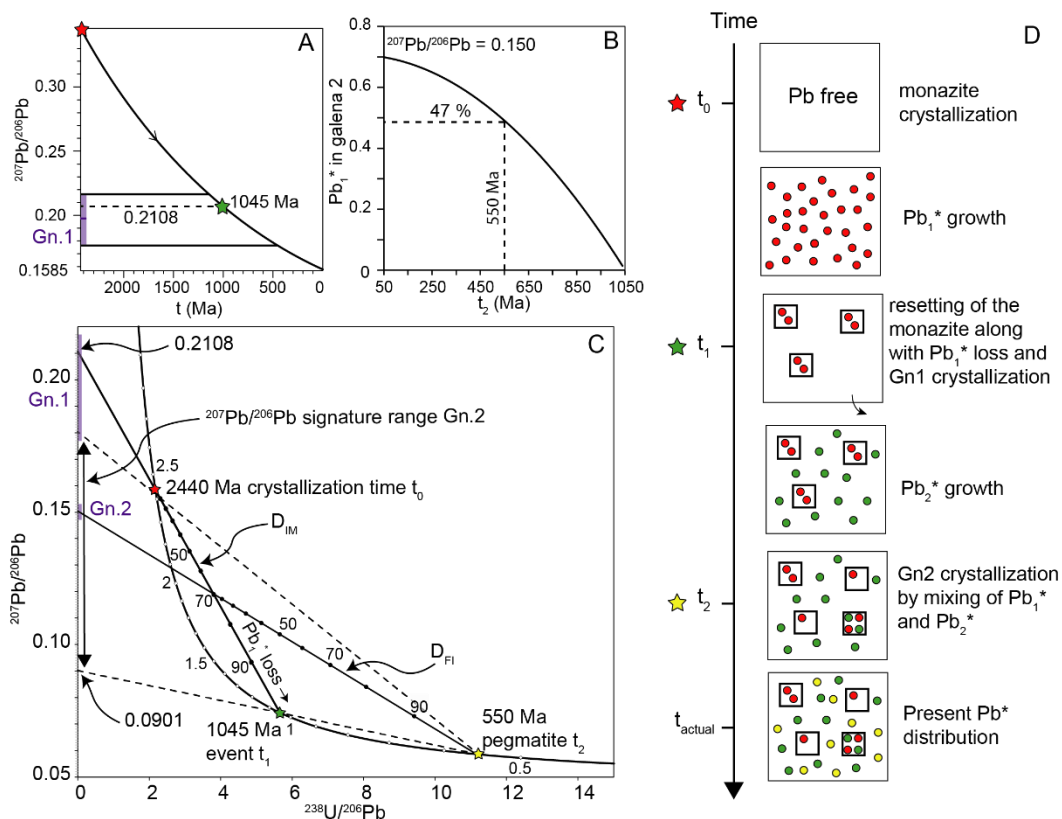 A
0.30
0.25
0.20
0.1585
²⁰⁷Pb/²⁰⁶Pb
Gn.1
0.2108
1045 Ma
2000
1500
1000
500
0
t (Ma)
B
²⁰⁷Pb/²⁰⁶Pb = 0.150
0.8
0.6
0.4
0.2
0
Pb₁* in galena 2
47 %
550 Ma
50
250
450
650
850
1050
t₂ (Ma)
C
0.20
0.15
0.10
0.05
²⁰⁷Pb/²⁰⁶Pb
Gn.1
0.2108
²⁰⁷Pb/²⁰⁶Pb signature range Gn.2
2.5
2440 Ma crystallization time t₀
Gn.2
D_IM
50
2
70
50
1.5
90
Pb₁* loss
70
D_FI
90
0.0901
1045 Ma
event t₁
1
550 Ma
pegmatite t₂
0.5
0
2
4
6
8
10
12
14
²³⁸U/²⁰⁶Pb
Time
D
t₀
Pb free
monazite
crystallization
Pb₁* growth
t₁
resetting of the
monazite along
with Pb₁* loss and
Gn1 crystallization
Pb₂* growth
t₂
Gn2 crystallization
by mixing of Pb₁*
and Pb₂*
t_actual
Present Pb*
distribution